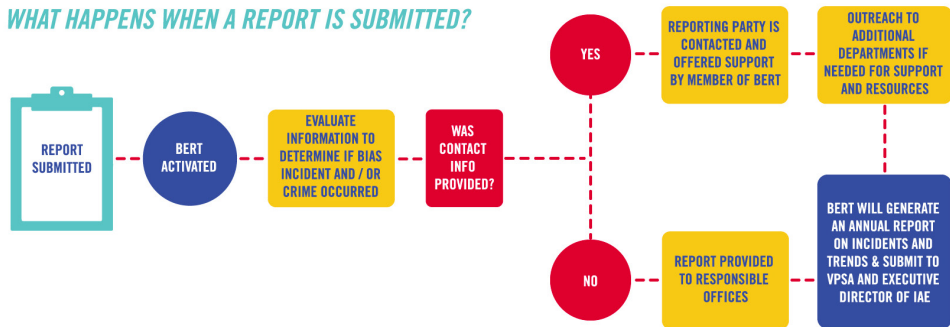 WHAT HAPPENS WHEN A REPORT IS SUBMITTED?
REPORT
SUBMITTED
BERT
ACTIVATED
EVALUATE
INFORMATION TO
DETERMINE IF BIAS
INCIDENT AND / OR
CRIME OCCURRED
WAS
CONTACT
INFO
PROVIDED?
YES
REPORTING PARTY IS
CONTACTED AND
OFFERED SUPPORT
BY MEMBER OF BERT
OUTREACH TO
ADDITIONAL
DEPARTMENTS IF
NEEDED FOR SUPPORT
AND RESOURCES
NO
REPORT PROVIDED
TO RESPONSIBLE
OFFICES
BERT WILL GENERATE
AN ANNUAL REPORT
ON INCIDENTS AND
TRENDS & SUBMIT TO
VPSA AND EXECUTIVE
DIRECTOR OF IAE